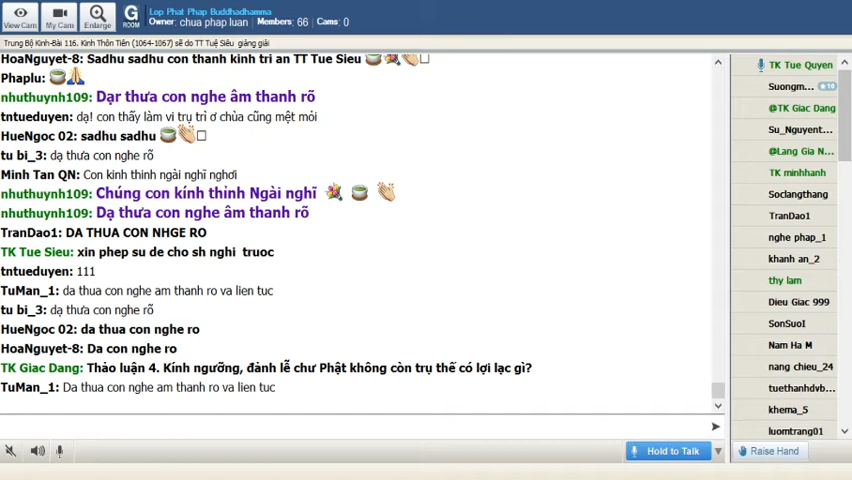 View Cam
My Cam
Enlarge
G
ROOM
Lop Phat Phap Buddhadhamma
Owner: chua phap luan Members: 66 Cams: 0
Trung Bộ Kinh-Bài 116. Kinh Thôn Tiên (1064-1067) sẽ do TT Tuệ Siêu giảng giải
HoaNguyet-8: Sadhu sadhu con thanh kinh tri an TT Tue Sieu
Phaplu:
nhuthuynh109: Dạr thưa con nghe âm thanh rõ
tntueduyen: dạ! con thấy làm vi trụ trì ơ chùa cũng mệt mỏi
HueNgoc 02: sadhu sadhu
tu bi_3: dạ thưa con nghe rõ
Minh Tan QN: Con kinh thinh ngài nghĩ nghơi
nhuthuynh109: Chúng con kính thỉnh Ngài nghĩ
nhuthuynh109: Dạ thưa con nghe âm thanh rõ
TranDao1: DA THUA CON NHGE RO
TK Tue Sieu: xin phep su de cho sh nghi truoc
tntueduyen: 111
TuMan_1: da thua con nghe am thanh ro va lien tuc
tu bi_3: dạ thưa con nghe rõ
HueNgoc 02: da thua con nghe ro
HoaNguyet-8: Da con nghe ro
TK Giac Dang: Thảo luận 4. Kính ngưỡng, đảnh lễ chư Phật không còn trụ thế có lợi lạc gì?
TuMan_1: Da thua con nghe am thanh ro va lien tuc
Hold to Talk
TK Tue Quyen
Suongm... 10
@TK Giac Dang
Su_Nguyent...
@Lang Gia N...
TK minhhanh
Soclangthang
TranDao1
nghe phap_1
khanh an_2
thy lam
Dieu Giac 999
SonSuoI
Nam Ha M
nang chieu_24
tuethanhdvb...
khema_5
luomtrang01
Raise Hand